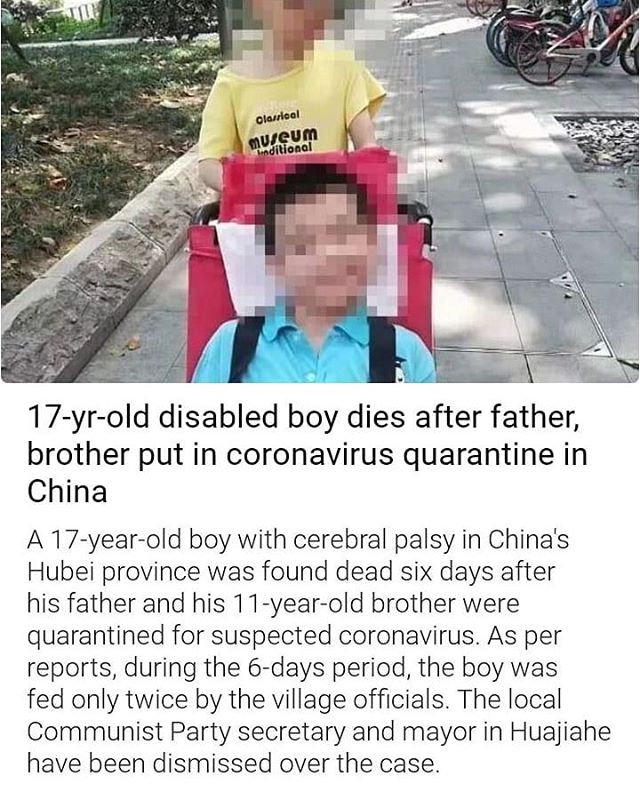 Classical
museum
17-yr-old disabled boy dies after father,
brother put in coronavirus quarantine in
China
A 17-year-old boy with cerebral palsy in China's
Hubei province was found dead six days after
his father and his 11-year-old brother were
quarantined for suspected coronavirus. As per
reports, during the 6-days period, the boy was
fed only twice by the village officials. The local
Communist Party secretary and mayor in Huajiahe
have been dismissed over the case.